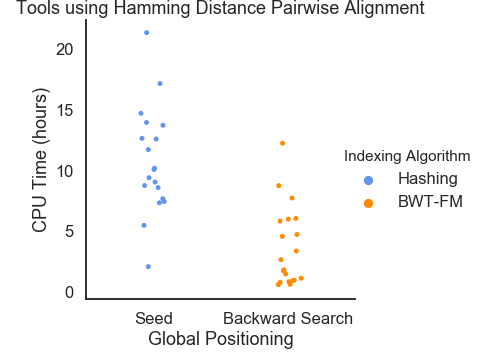 Tools using Hamming Distance Pairwise Alignment
20
15
10
5
0
CPU Time (hours)
Indexing Algorithm
Hashing
BWT-FM
Seed
Backward Search
Global Positioning